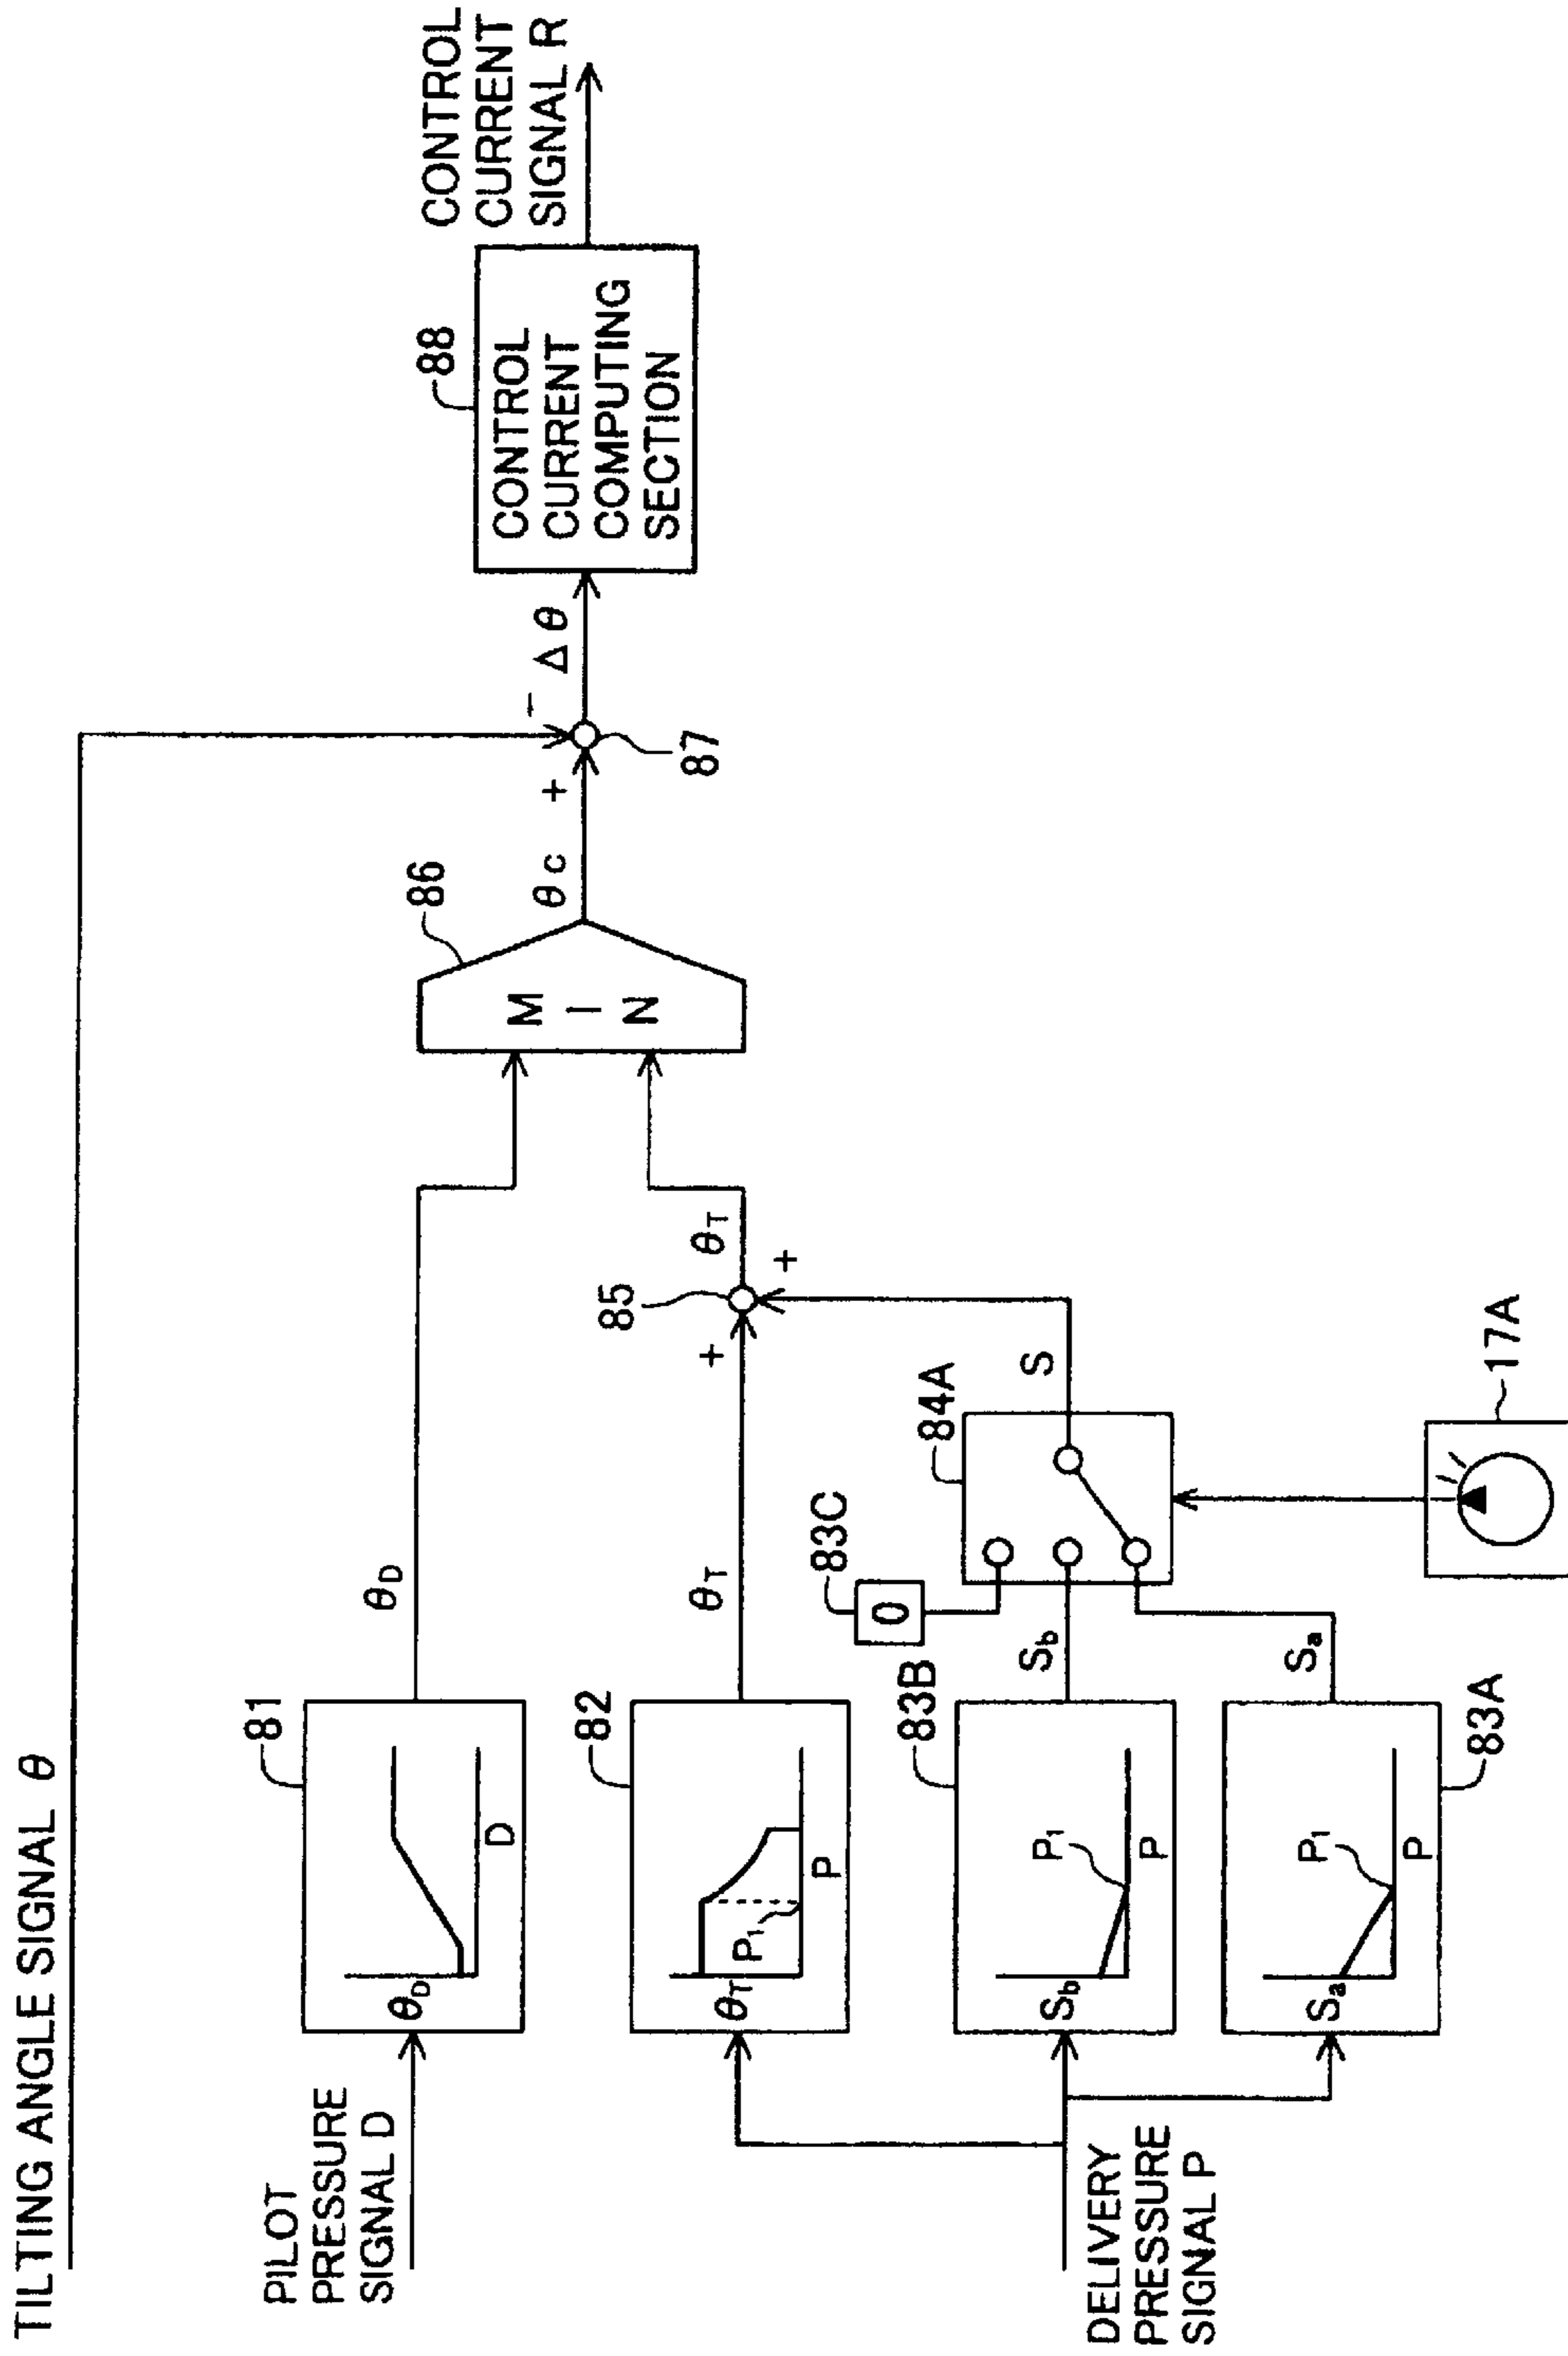 TILTING ANGLE SIGNAL θ
PILOT
PRESSURE
SIGNAL D
81
θD
D
θD
82
θT
P1
P
θT
DELIVERY
PRESSURE
SIGNAL P
83B
Sb
P1
P
Sb
83A
Sa
P1
P
Sa
83C
0
84A
S
17A
85
+
+
θT
86
MIN
θc
+
-
87
Δθ
88
CONTROL
CURRENT
COMPUTING
SECTION
CONTROL
CURRENT
SIGNAL R